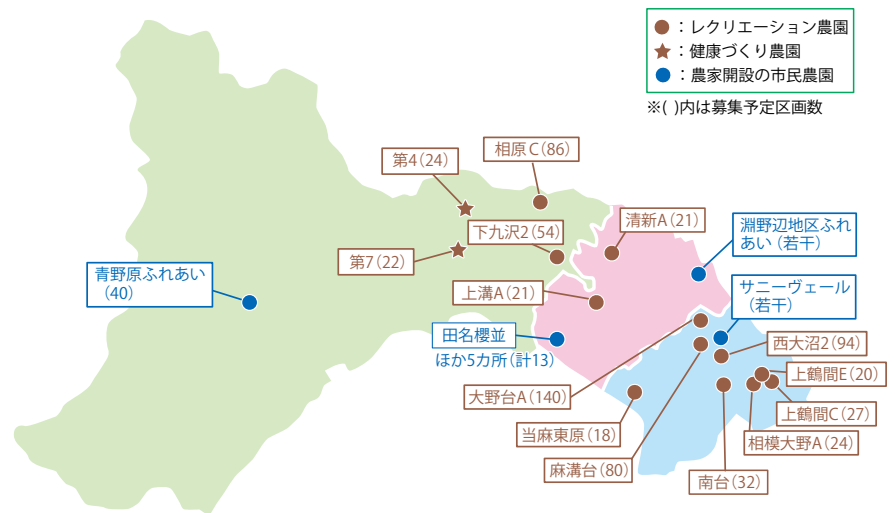 ●：レクリエーション農園
★：健康づくり農園
●：農家開設の市民農園
※( )内は募集予定区画数
相原C(86)
第4(24)
清新A(21)
下九沢2(54)
淵野辺地区ふれ
あい(若干)
第7(22)
青野原ふれあい
(40)
上溝A(21)
サニーヴェール
(若干)
田名櫻並
ほか5カ所(計13)
西大沼2(94)
上鶴間E(20)
大野台A(140)
上鶴間C(27)
当麻東原(18)
相模大野A(24)
麻溝台(80)
南台(32)